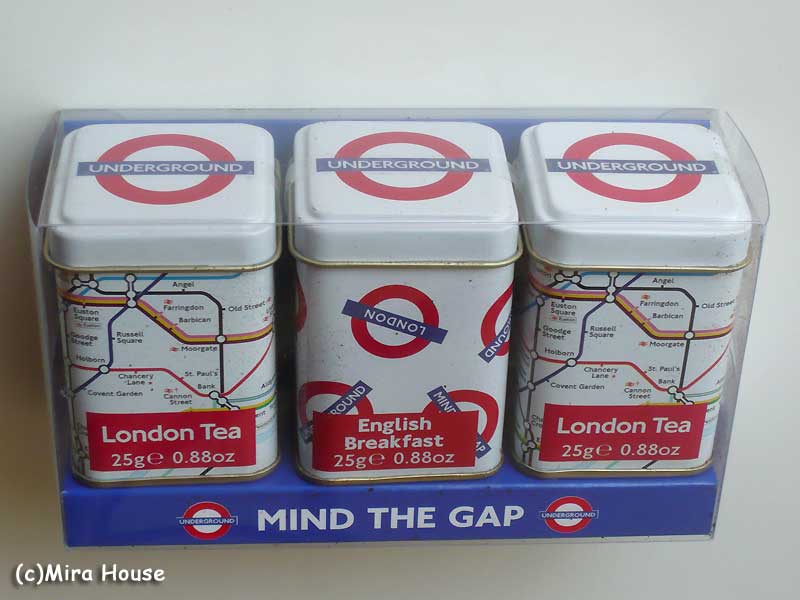 UNDERGROUND
UNDERGROUND
UNDERGROUND
Angel
Farringdon
Old Street
Euston
Square
Barbican
Russell
Square
Goodge
Street
Moorgate
Holborn
Chancery
Lane
St. Paul's
Bank
Covent Garden
Cannon
Street
London Tea
25g℮ 0.88oz
LONDON
English
Breakfast
25g℮ 0.88oz
Angel
Farringdon
Old Street
Euston
Square
Barbican
Russell
Square
Goodge
Street
Moorgate
Holborn
Chancery
Lane
St. Paul's
Bank
Covent Garden
Cannon
Street
London Tea
25g℮ 0.88oz
UNDERGROUND
MIND THE GAP
UNDERGROUND
(c)Mira House